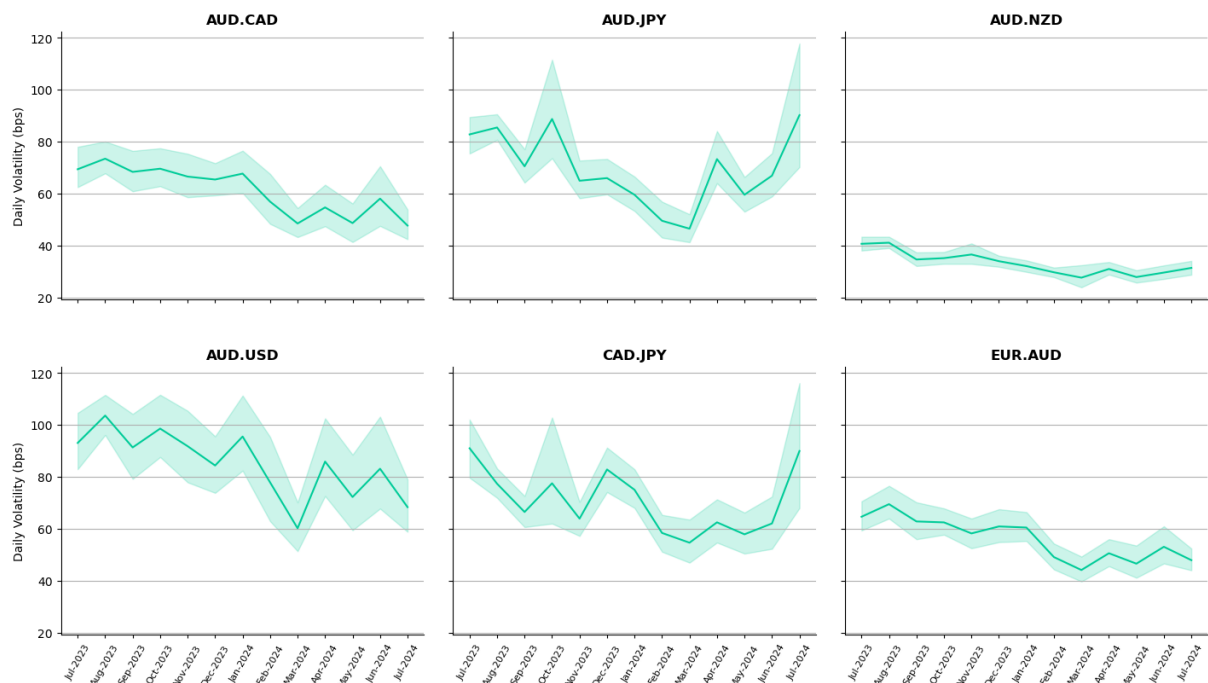 AUD.CAD AUD.JPY AUD.NZD
120
100
80
60
40
20
Daily Volatility (bps)
AUD.USD CAD.JPY EUR.AUD
120
100
80
60
40
20
Daily Volatility (bps)
Jul-2023 Aug-2023 Sep-2023 Oct-2023 Nov-2023 Dec-2023 Jan-2024 Feb-2024 Mar-2024 Apr-2024 May-2024 Jun-2024 Jul-2024
Jul-2023 Aug-2023 Sep-2023 Oct-2023 Nov-2023 Dec-2023 Jan-2024 Feb-2024 Mar-2024 Apr-2024 May-2024 Jun-2024 Jul-2024
Jul-2023 Aug-2023 Sep-2023 Oct-2023 Nov-2023 Dec-2023 Jan-2024 Feb-2024 Mar-2024 Apr-2024 May-2024 Jun-2024 Jul-2024